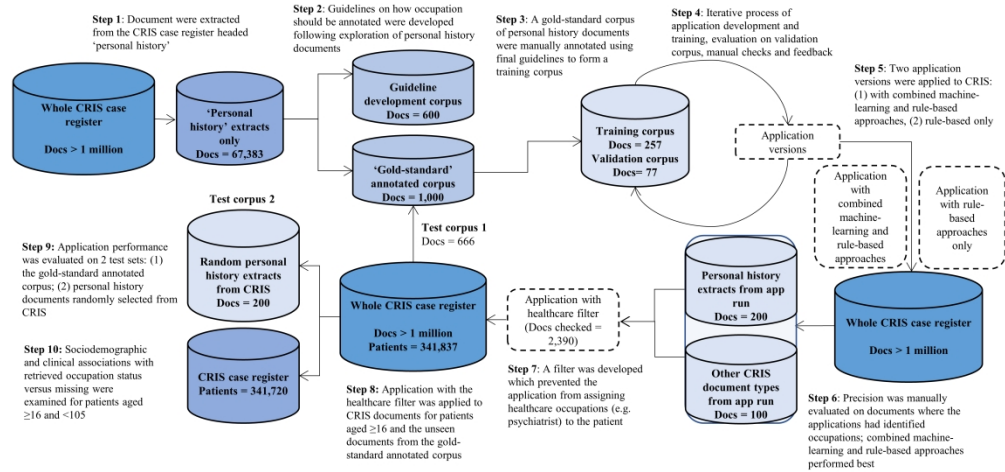 Step 1: Document were extracted
from the CRIS case register headed
‘personal history’
Step 2: Guidelines on how occupation
should be annotated were developed
following exploration of personal history
documents
Step 3: A gold-standard corpus
of personal history documents
were manually annotated using
final guidelines to form a
training corpus
Step 4: Iterative process of
application development and
training, evaluation on validation
corpus, manual checks and feedback
Step 5: Two application
versions were applied to CRIS:
(1) with combined machine-
learning and rule-based
approaches, (2) rule-based only
Whole CRIS case
register
Docs > 1 million
‘Personal
history’ extracts
only
Docs = 67,383
Guideline
development corpus
Docs = 600
‘Gold-standard’
annotated corpus
Docs = 1,000
Training corpus
Docs = 257
Validation corpus
Docs= 77
Application
versions
Application
with
combined
machine-
learning and
rule-based
approaches
Application
with rule-
based
approaches
only
Whole CRIS case register
Docs > 1 million
Step 6: Precision was manually
evaluated on documents where the
applications had identified
occupations; combined machine-
learning and rule-based approaches
performed best
Personal history
extracts from app
run
Docs = 200
Other CRIS
document types
from app run
Docs = 100
Application with
healthcare filter
(Docs checked =
2,390)
Step 7: A filter was developed
which prevented the
application from assigning
healthcare occupations (e.g.
psychiatrist) to the patient
Test corpus 1
Docs = 666
Whole CRIS case register
Docs > 1 million
Patients = 341,837
Step 8: Application with the
healthcare filter was applied to
CRIS documents for patients
aged ≥16 and the unseen
documents from the gold-
standard annotated corpus
Test corpus 2
Random personal
history extracts
from CRIS
Docs = 200
Step 9: Application performance
was evaluated on 2 test sets: (1)
the gold-standard annotated
corpus; (2) personal history
documents randomly selected from
CRIS
CRIS case register
Patients = 341,720
Step 10: Sociodemographic
and clinical associations with
retrieved occupation status
versus missing were
examined for patients aged
≥16 and <105